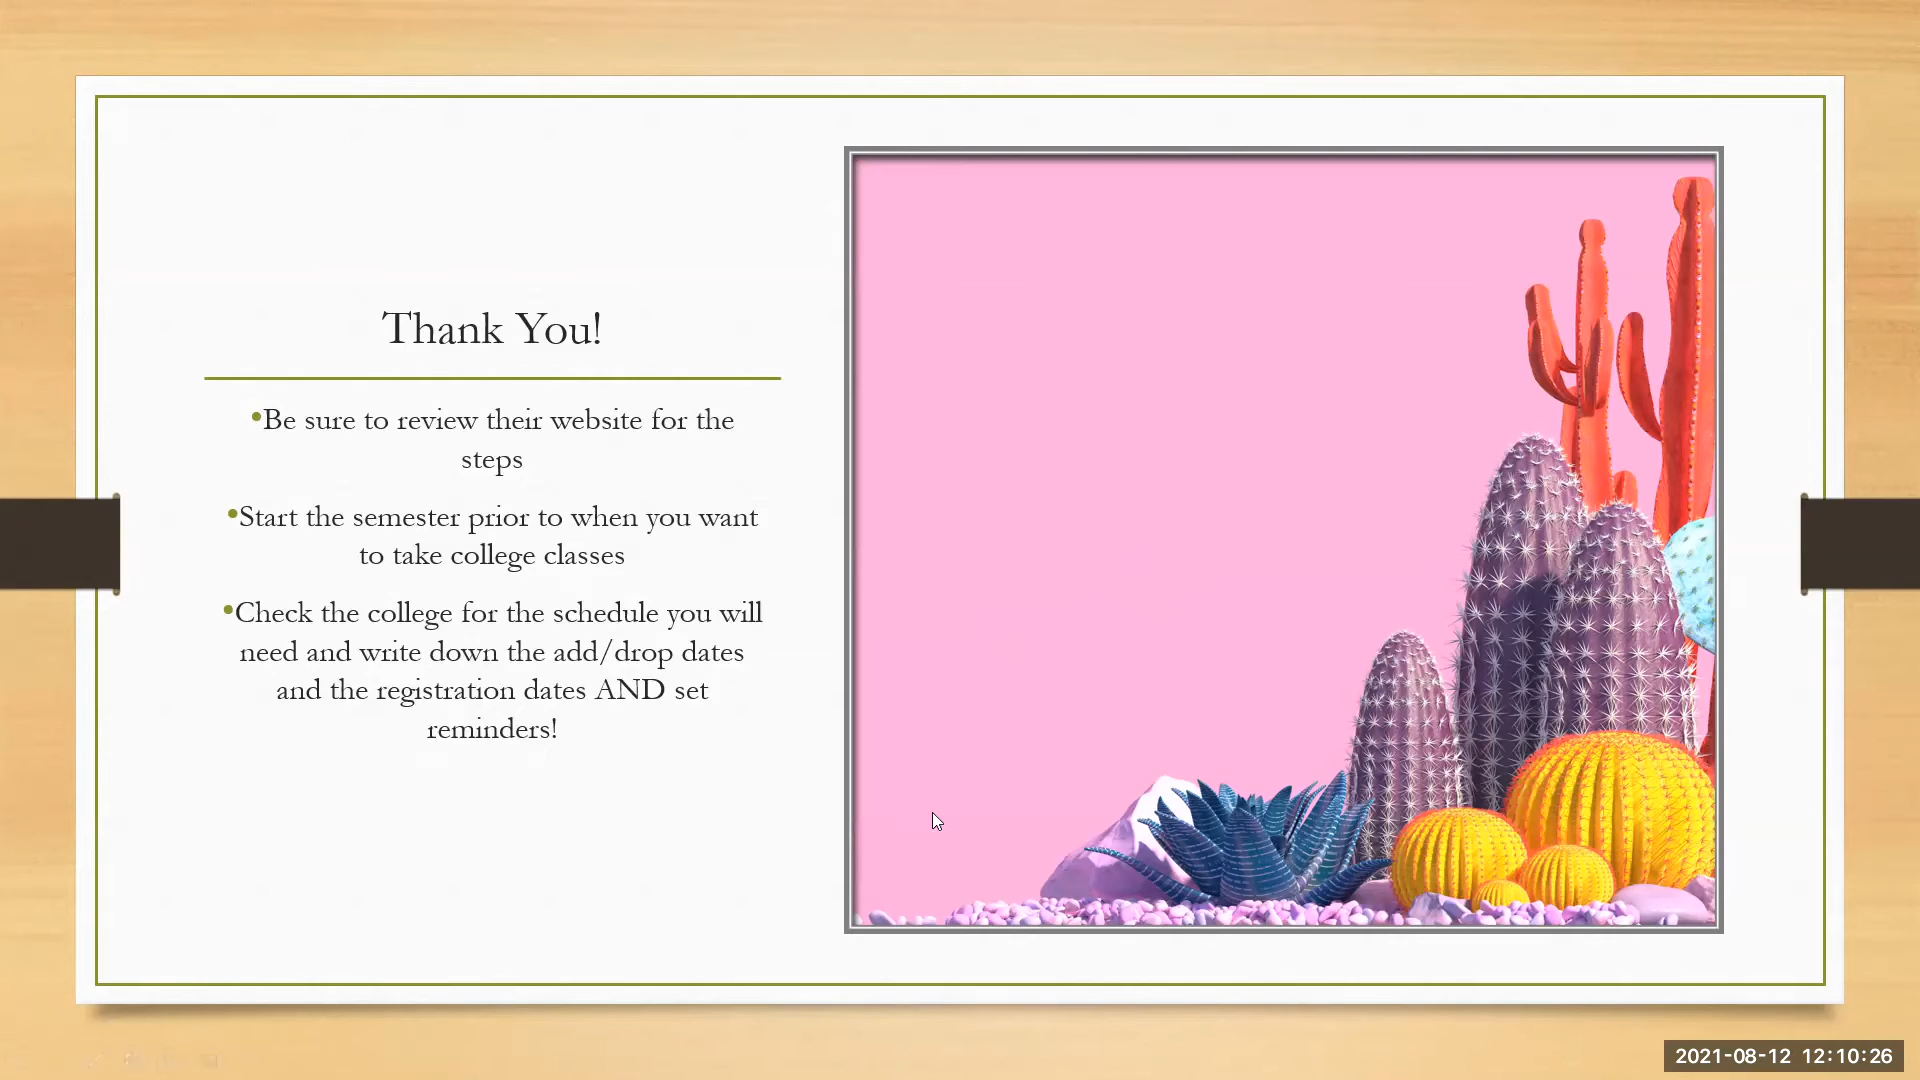 Thank You!
•Be sure to review their website for the
steps
•Start the semester prior to when you want
to take college classes
•Check the college for the schedule you will
need and write down the add/drop dates
and the registration dates AND set
reminders!
2021-08-12 12:10:26